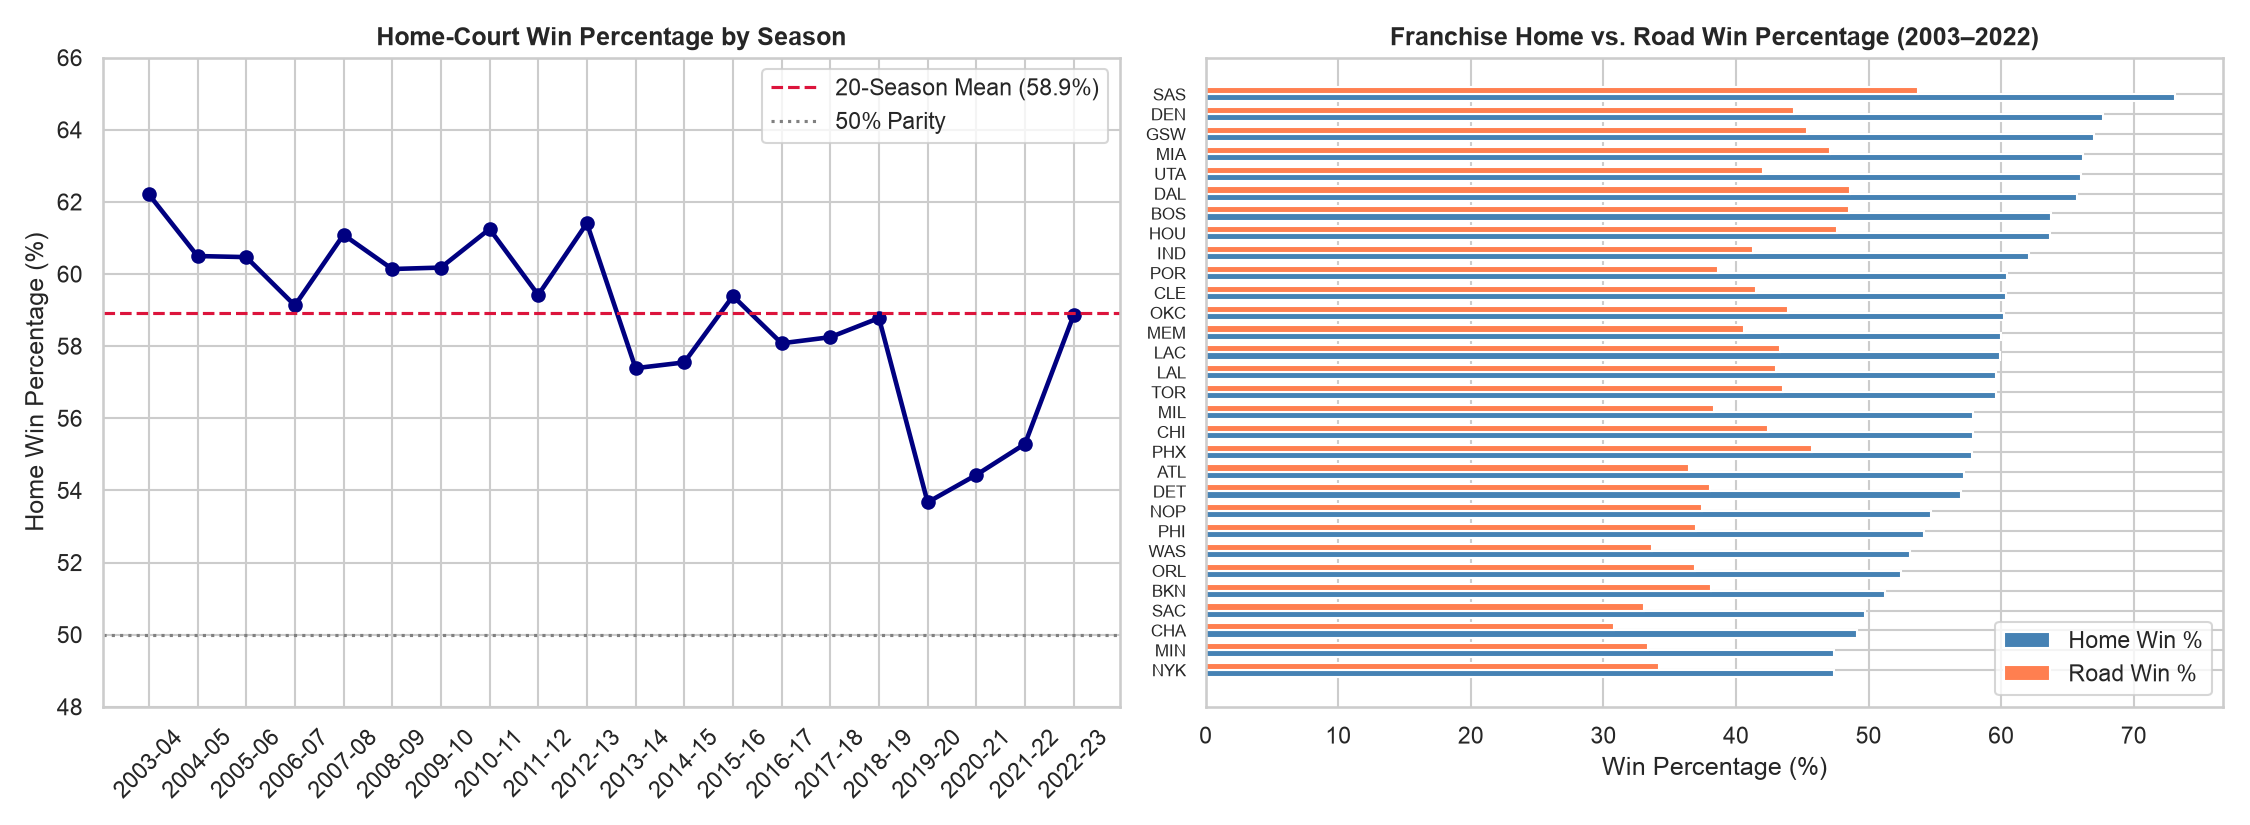 Home-Court Win Percentage by Season
Home Win Percentage (%)
66
64
62
60
58
56
54
52
50
48
20-Season Mean (58.9%)
50% Parity
2003-04
2004-05
2005-06
2006-07
2007-08
2008-09
2009-10
2010-11
2011-12
2012-13
2013-14
2014-15
2015-16
2016-17
2017-18
2018-19
2019-20
2020-21
2021-22
2022-23
Franchise Home vs. Road Win Percentage (2003–2022)
SAS
DEN
GSW
MIA
UTA
DAL
BOS
HOU
IND
POR
CLE
OKC
MEM
LAC
LAL
TOR
MIL
CHI
PHX
ATL
DET
NOP
PHI
WAS
ORL
BKN
SAC
CHA
MIN
NYK
Home Win %
Road Win %
0 10 20 30 40 50 60 70
Win Percentage (%)